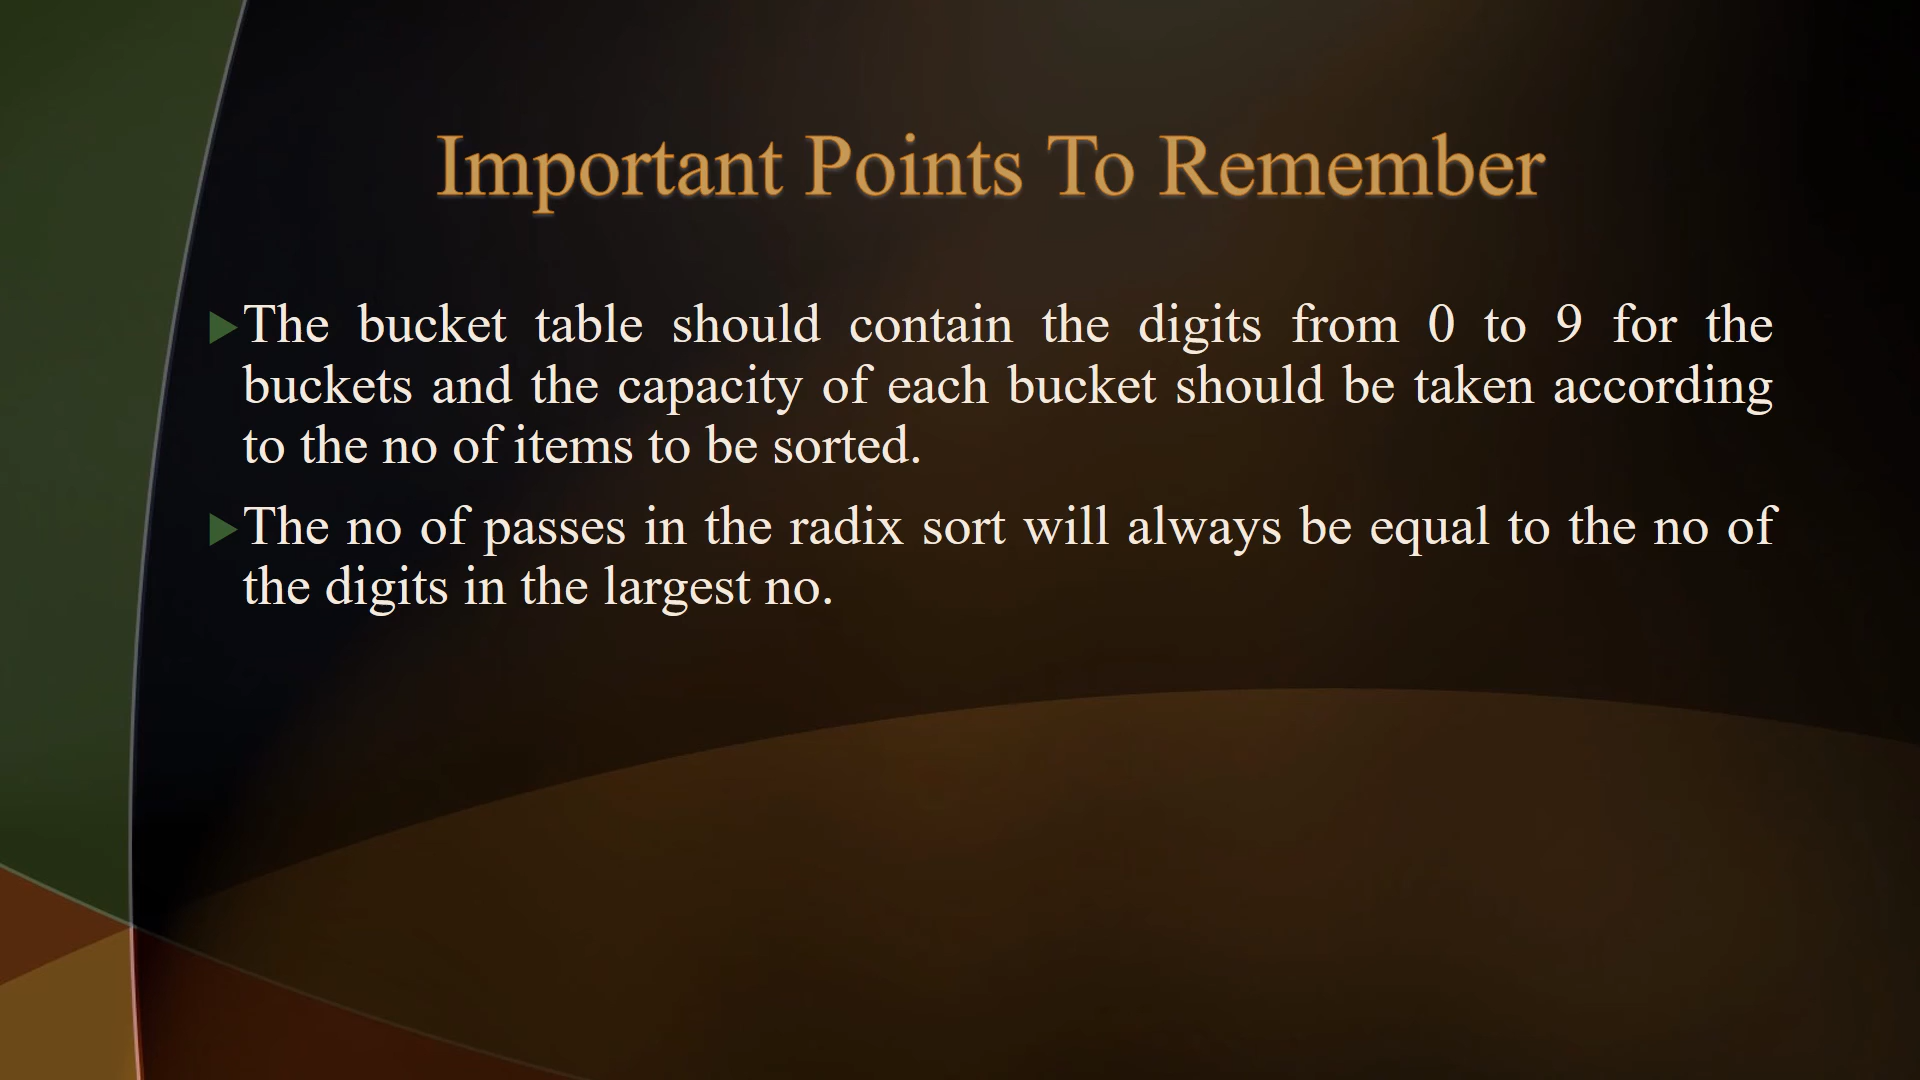 Important Points To Remember
The bucket table should contain the digits from 0 to 9 for the
buckets and the capacity of each bucket should be taken according
to the no of items to be sorted.
The no of passes in the radix sort will always be equal to the no of
the digits in the largest no.